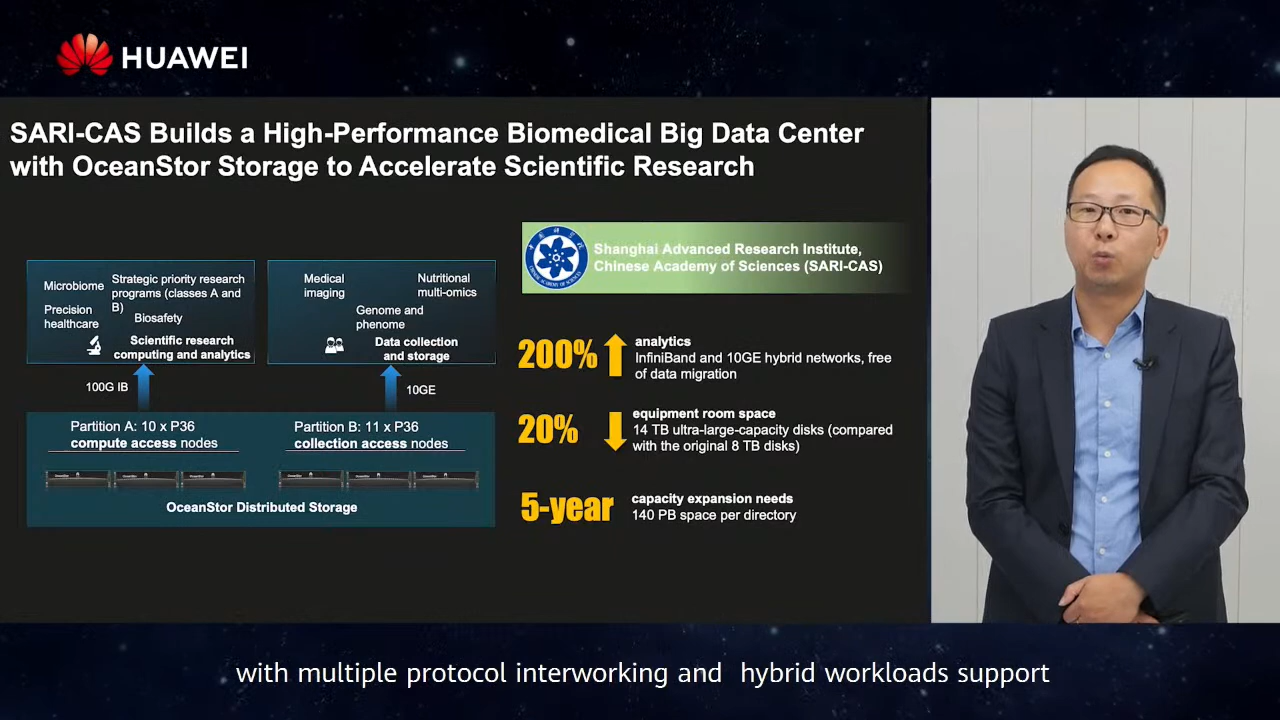 HUAWEI
SARI-CAS Builds a High-Performance Biomedical Big Data Center
with OceanStor Storage to Accelerate Scientific Research
Microbiome
Strategic priority research
programs (classes A and
B)
Precision
healthcare
Biosafety
Scientific research
computing and analytics
Medical
imaging
Nutritional
multi-omics
Genome and
phenome
Data collection
and storage
100G IB
10GE
Partition A: 10 x P36
compute access nodes
Partition B: 11 x P36
collection access nodes
OceanStor Distributed Storage
Shanghai Advanced Research Institute,
Chinese Academy of Sciences (SARI-CAS)
200%
analytics
InfiniBand and 10GE hybrid networks, free
of data migration
20%
equipment room space
14 TB ultra-large-capacity disks (compared
with the original 8 TB disks)
5-year
capacity expansion needs
140 PB space per directory
with multiple protocol interworking and hybrid workloads support